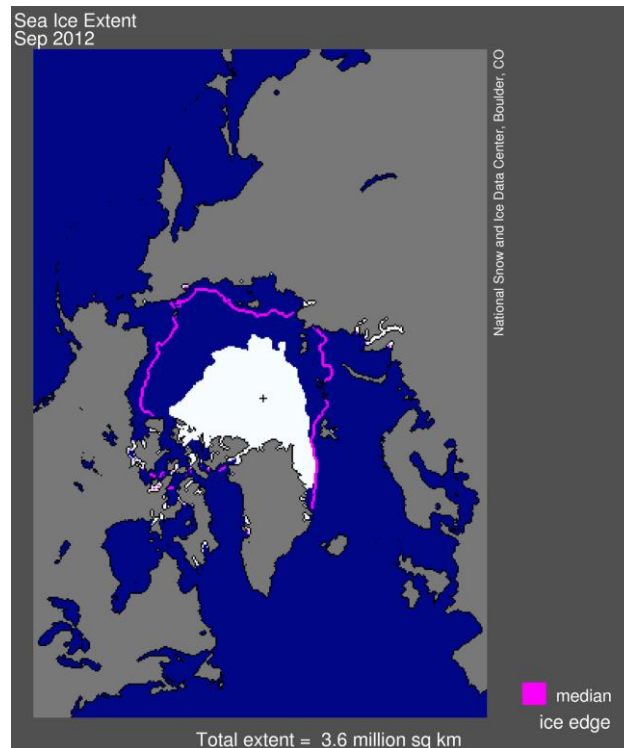 Sea Ice Extent
Sep 2012
National Snow and Ice Data Center, Boulder, CO
median
ice edge
Total extent = 3.6 million sq km